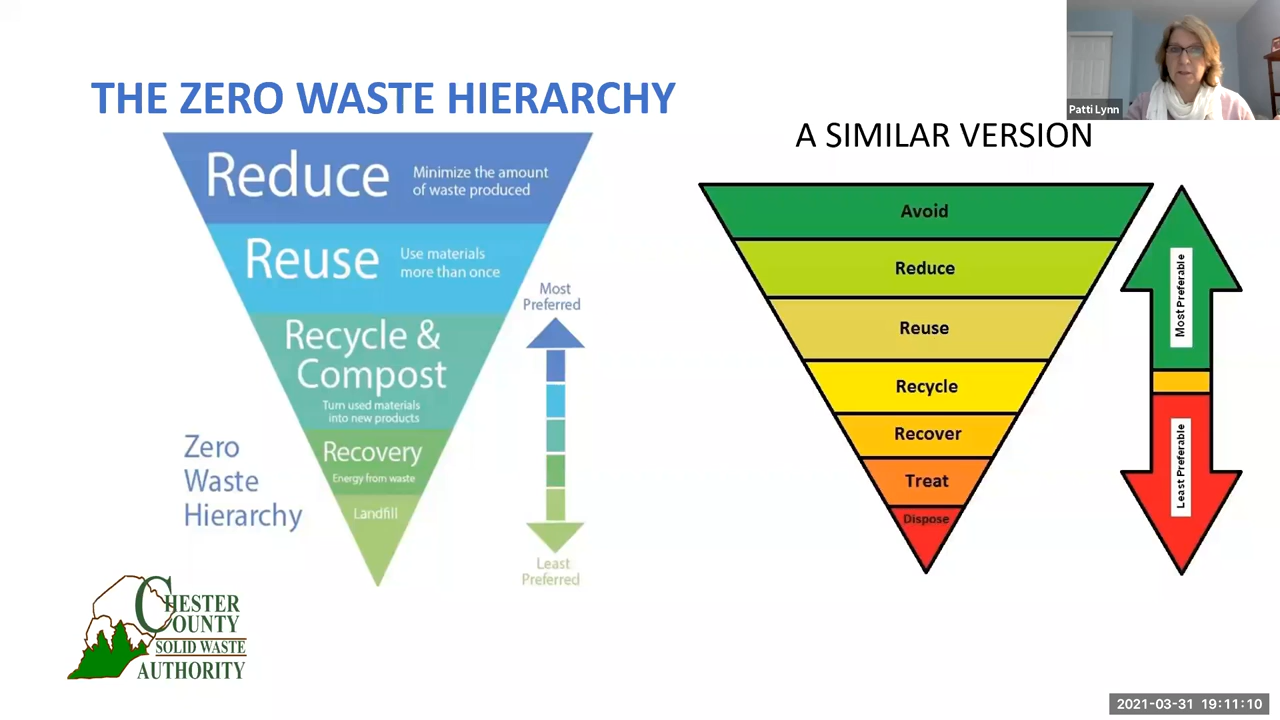 THE ZERO WASTE HIERARCHY
Reduce
Minimize the amount
of waste produced
Reuse
Use materials
more than once
Recycle &
Compost
Turn used materials
into new products
Recovery
Energy from waste
Landfill
Zero
Waste
Hierarchy
Most
Preferred
Least
Preferred
A SIMILAR VERSION
Avoid
Reduce
Reuse
Recycle
Recover
Treat
Dispose
Most Preferable
Least Preferable
Patti Lynn
CHESTER
COUNTY
SOLID WASTE
AUTHORITY
2021-03-31 19:11:10